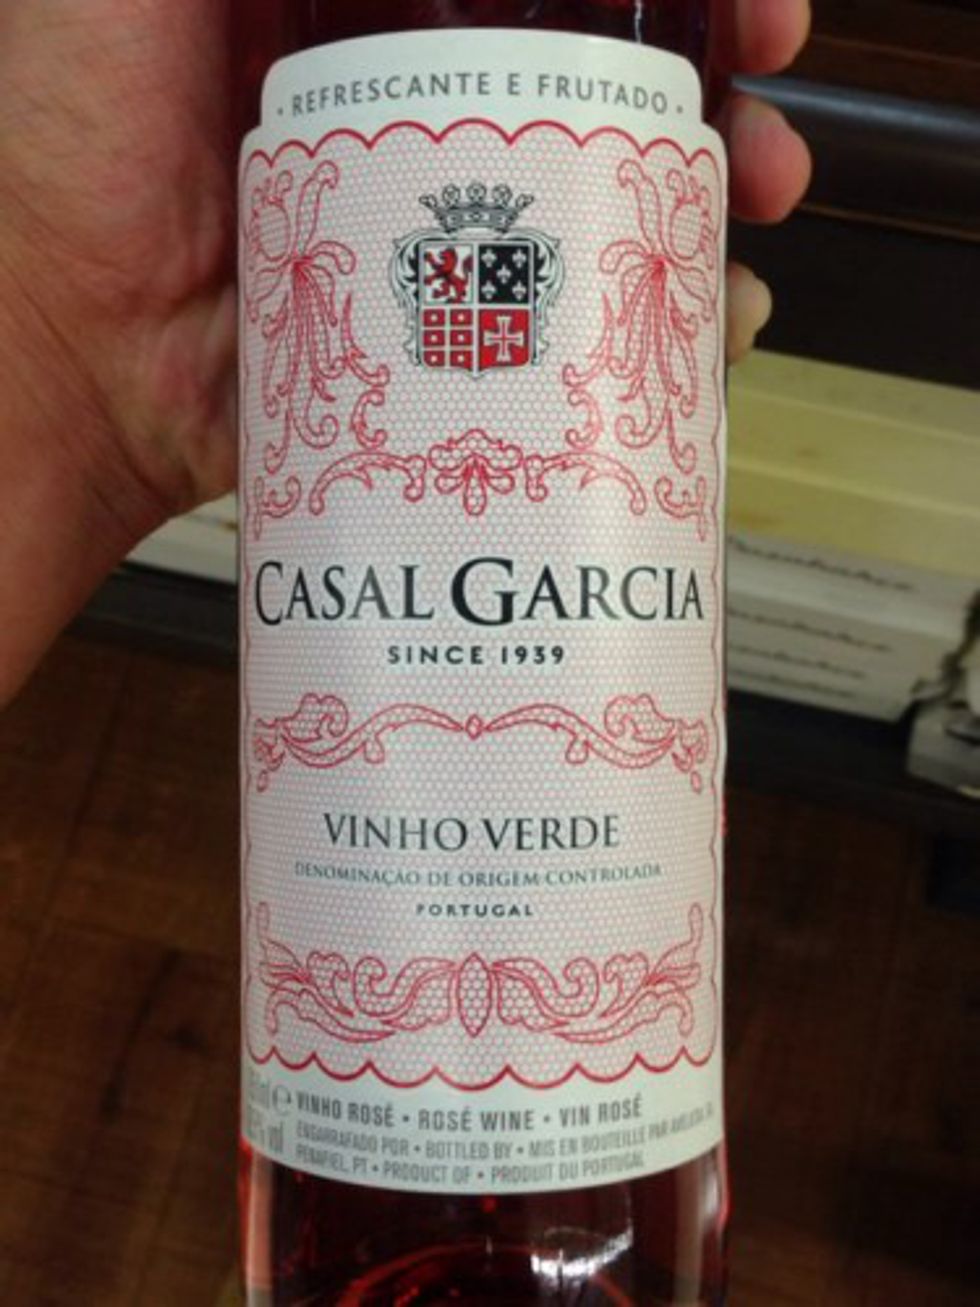 · REFRESCANTE E FRUTADO ·
CASAL GARCIA
SINCE 1939
VINHO VERDE
DENOMINAÇÃO DE ORIGEM CONTROLADA
PORTUGAL
e VINHO ROSÉ • ROSÉ WINE • VIN ROSÉ
% vol ENGARRAFADO POR • BOTTLED BY • MIS EN BOUTEILLE PAR
PENAFIEL, PT • PRODUCT OF • PRODUIT DU PORTUGAL